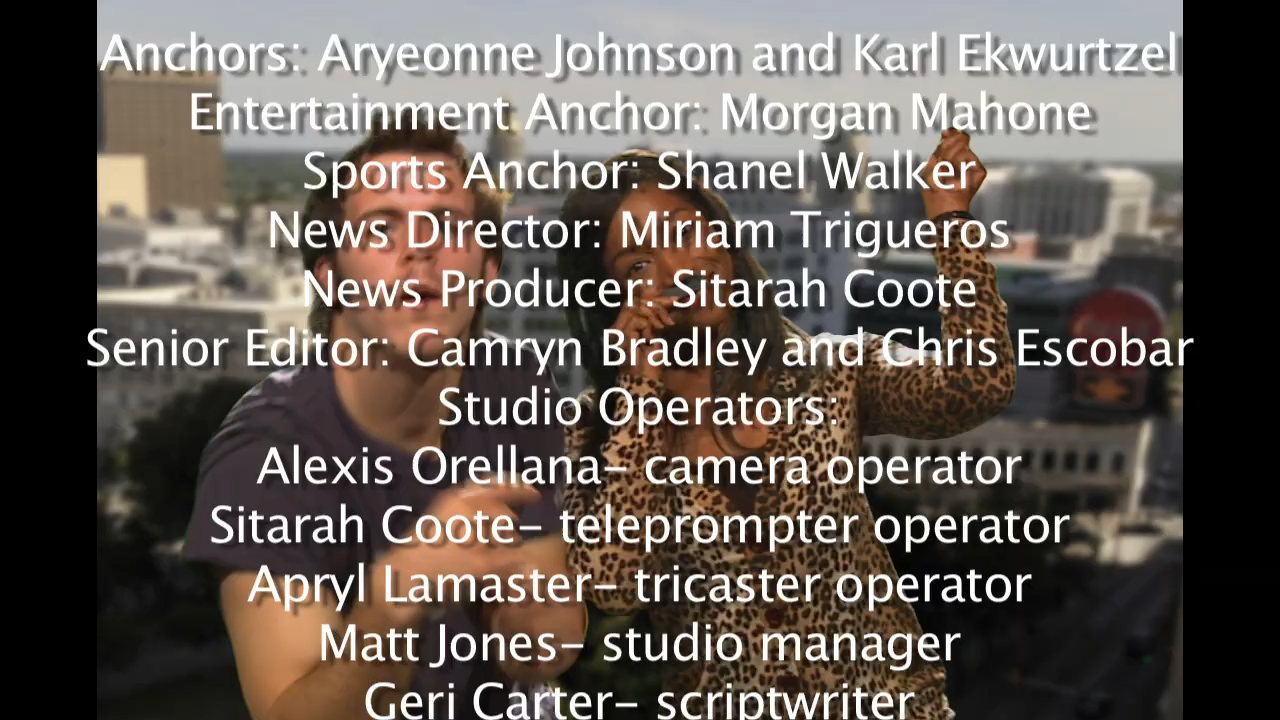 Anchors: Aryeonne Johnson and Karl Ekwurtzel
Entertainment Anchor: Morgan Mahone
Sports Anchor: Shanel Walker
News Director: Miriam Trigueros
News Producer: Sitarah Coote
Senior Editor: Camryn Bradley and Chris Escobar
Studio Operators:
Alexis Orellana– camera operator
Sitarah Coote– teleprompter operator
Apryl Lamaster– tricaster operator
Matt Jones– studio manager
Geri Carter– scriptwriter